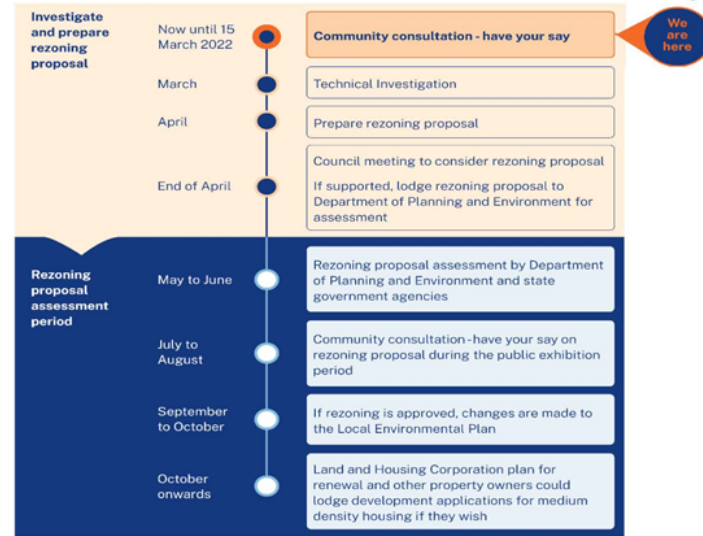 Investigate
and prepare
rezoning
proposal
Now until 15
March 2022
Community consultation - have your say
We
are
here
March
Technical Investigation
April
Prepare rezoning proposal
End of April
Council meeting to consider rezoning proposal
If supported, lodge rezoning proposal to
Department of Planning and Environment for
assessment
Rezoning
proposal
assessment
period
May to June
Rezoning proposal assessment by Department
of Planning and Environment and state
government agencies
July to
August
Community consultation - have your say on
rezoning proposal during the public exhibition
period
September
to October
If rezoning is approved, changes are made to
the Local Environmental Plan
October
onwards
Land and Housing Corporation plan for
renewal and other property owners could
lodge development applications for medium
density housing if they wish